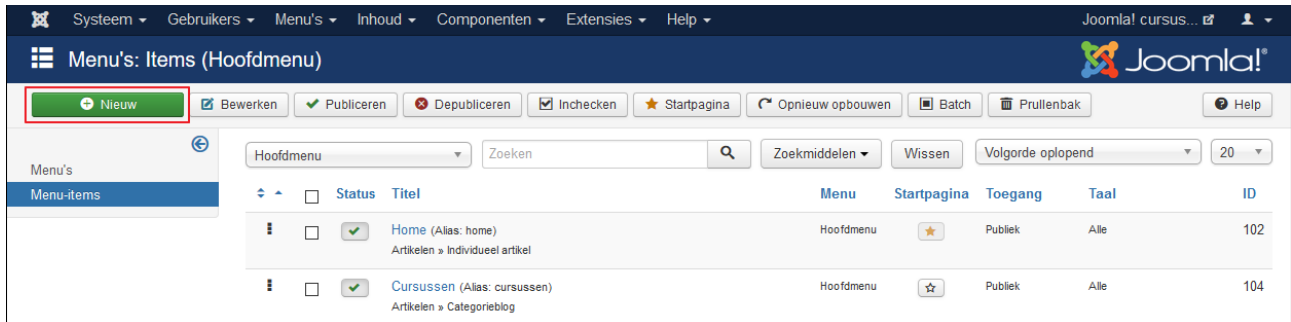 Systeem Gebruikers Menu's Inhoud Componenten Extensies Help Joomla! cursus...
Menu's: Items (Hoofdmenu) Joomla!®
Nieuw Bewerken Publiceren Depubliceren Inchecken Startpagina Opnieuw opbouwen Batch Prullenbak Help
Hoofdmenu Zoeken Zoekmiddelen Wissen Volgorde oplopend 20
Menu's
Menu-items
Status Titel Menu Startpagina Toegang Taal ID
Home (Alias: home) Hoofdmenu Publiek Alle 102
Artikelen » Individueel artikel
Cursussen (Alias: cursussen) Hoofdmenu Publiek Alle 104
Artikelen » Categorieblog